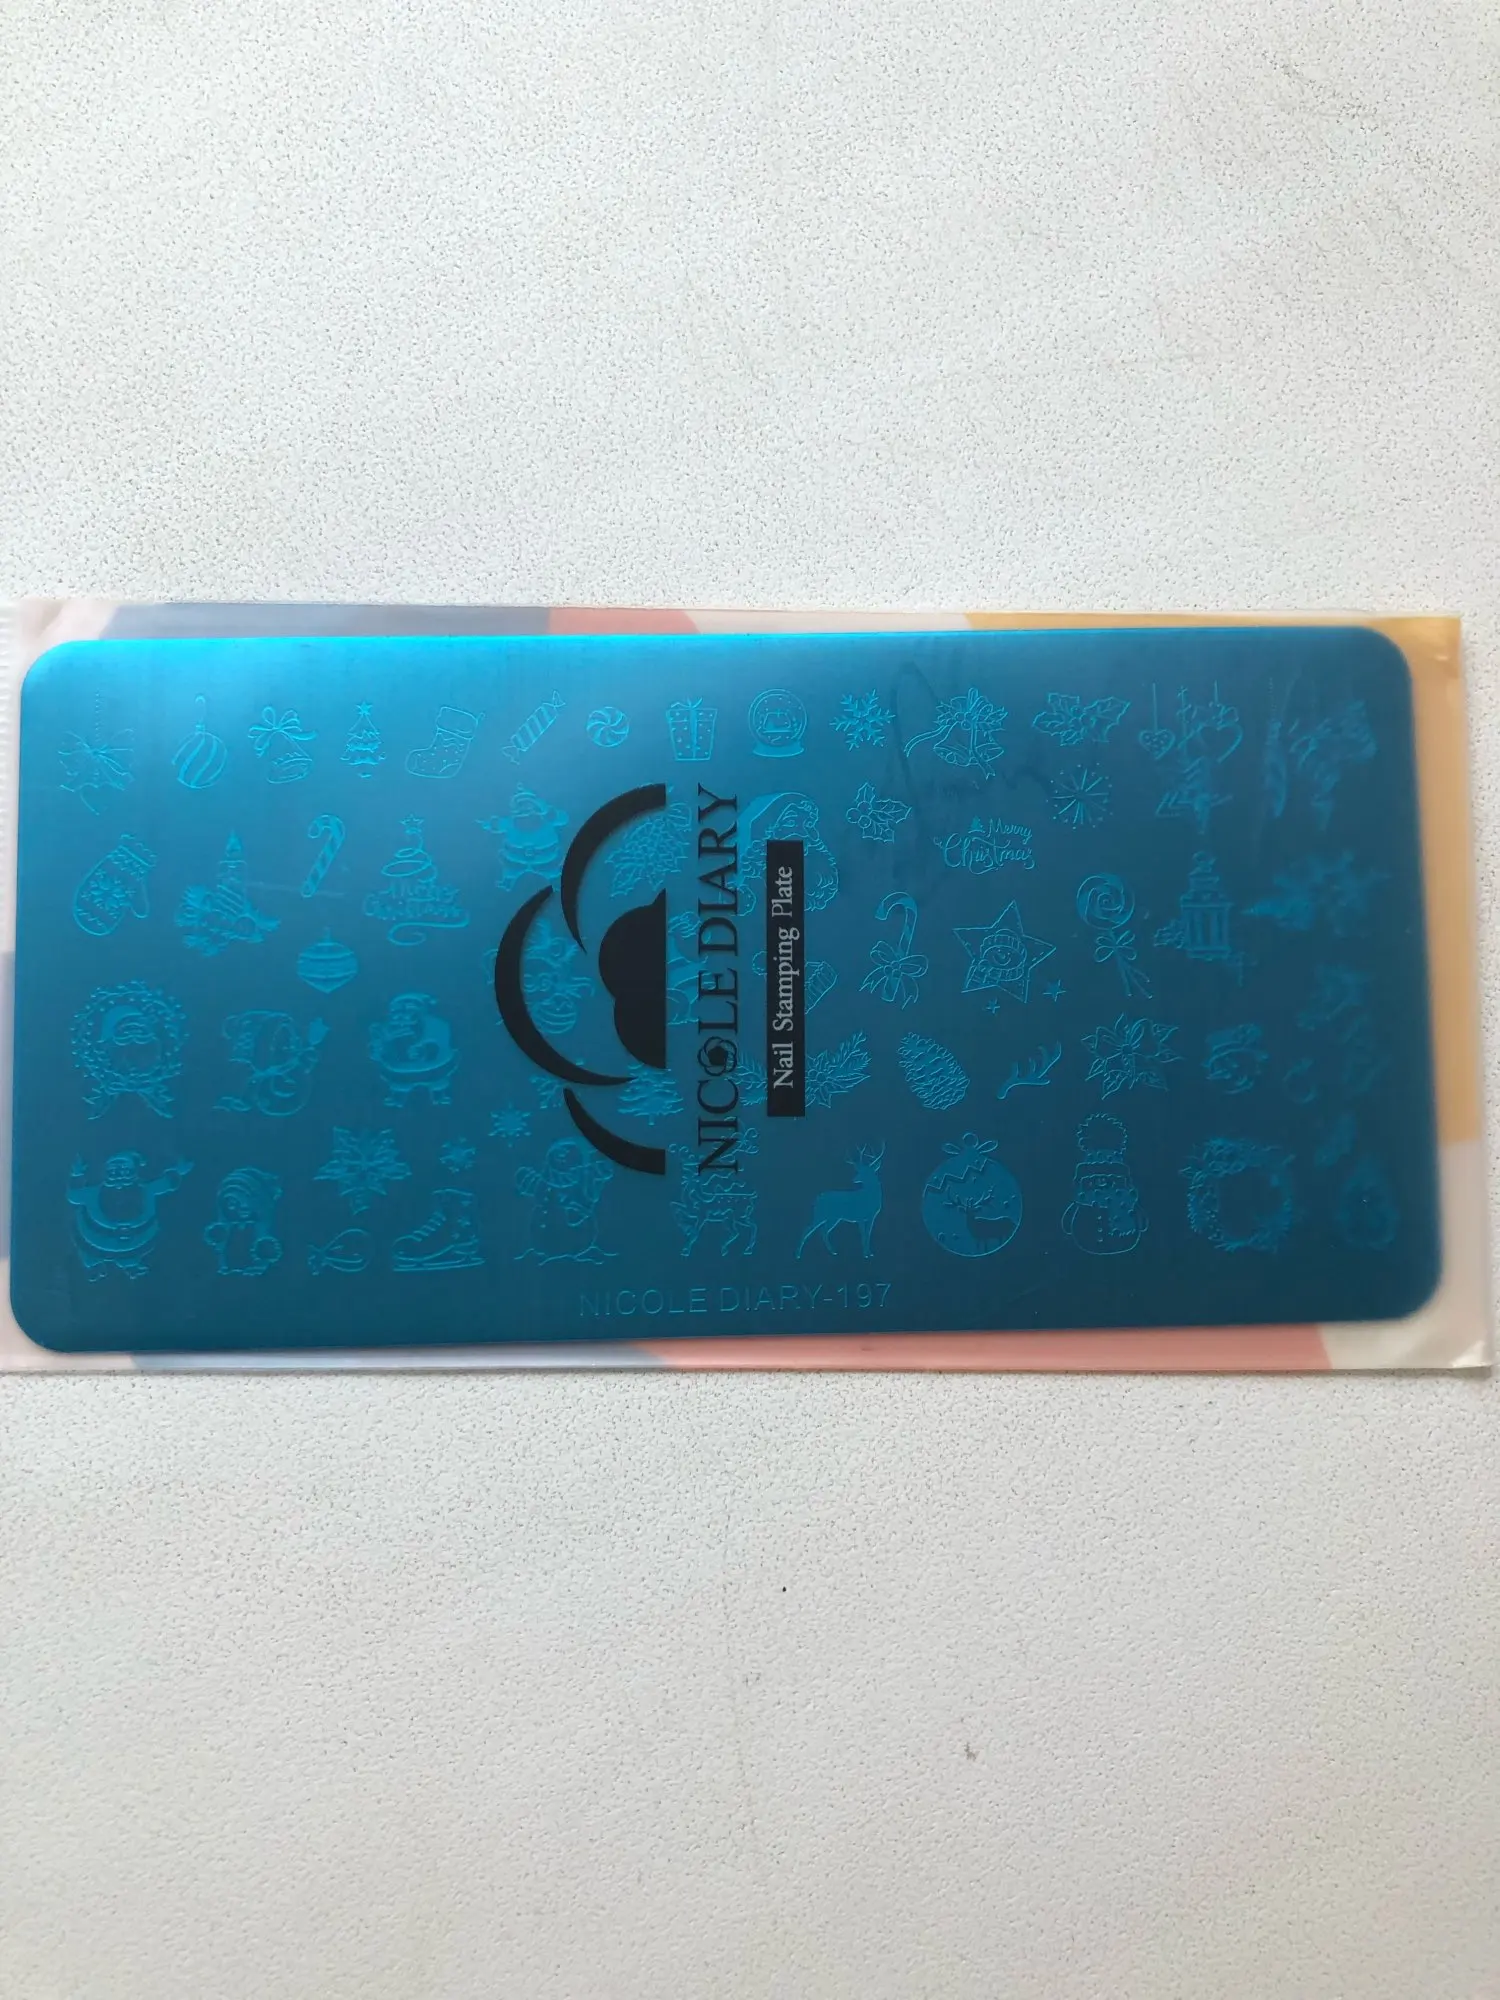 NICOLE DIARY
Nail Stamping Plate
Merry
Christmas
NICOLE DIARY-197